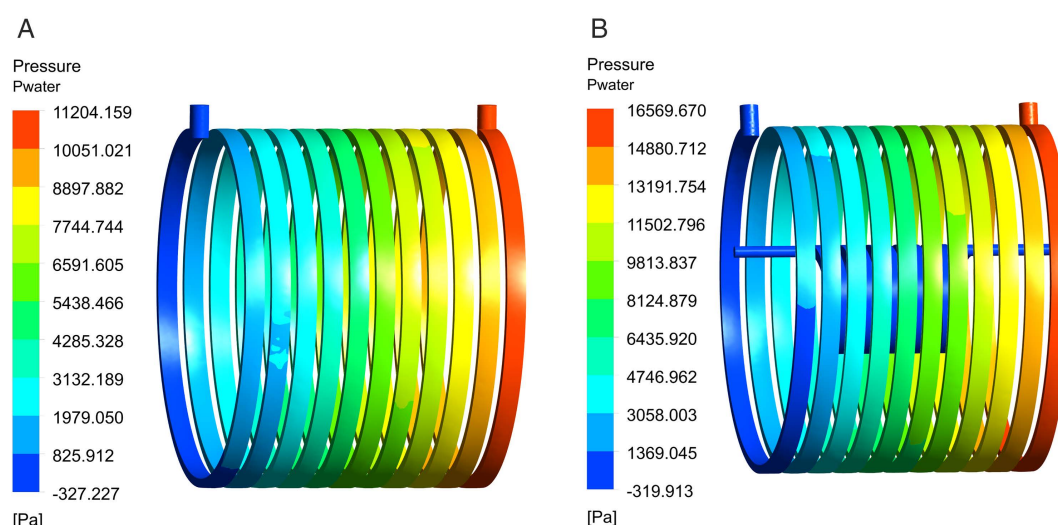 A
Pressure
Pwater
11204.159
10051.021
8897.882
7744.744
6591.605
5438.466
4285.328
3132.189
1979.050
825.912
-327.227
[Pa]
B
Pressure
Pwater
16569.670
14880.712
13191.754
11502.796
9813.837
8124.879
6435.920
4746.962
3058.003
1369.045
-319.913
[Pa]